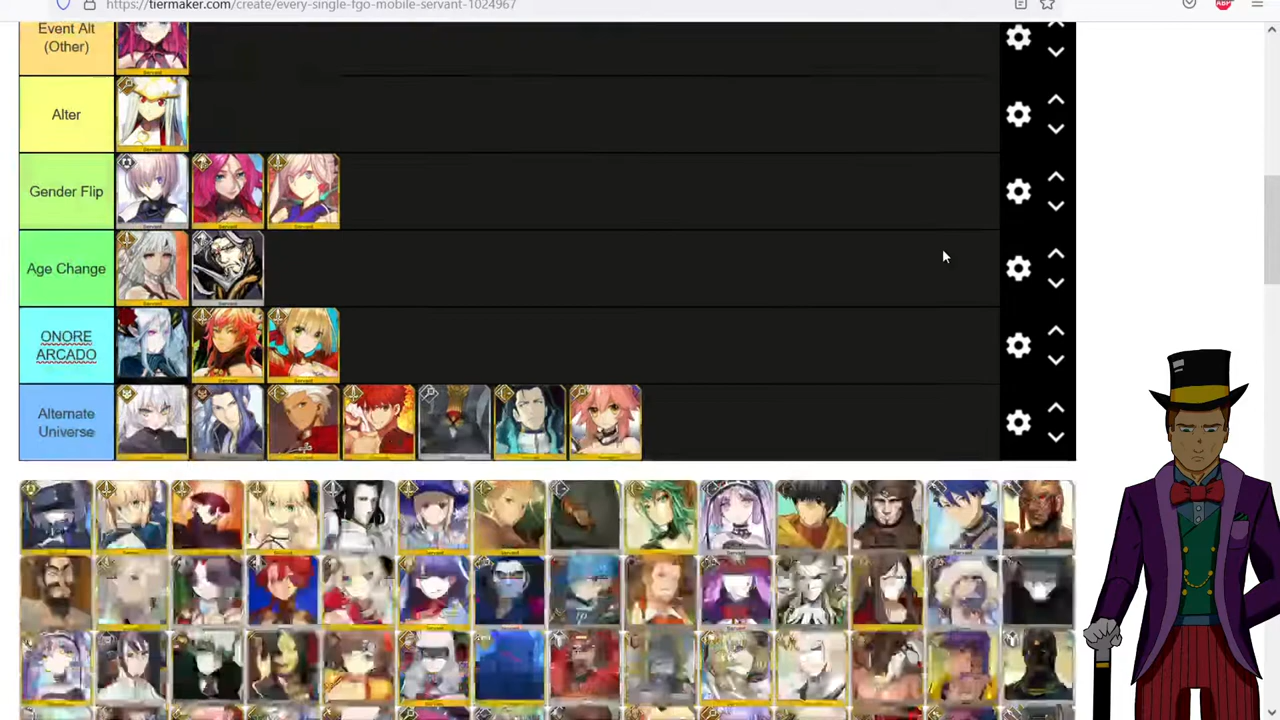 https://tiermaker.com/create/every-single-fgo-mobile-servant-1024967
ABP
Event Alt
(Other)
Alter
Gender Flip
Age Change
ONORE
ARCADO
Alternate
Universe